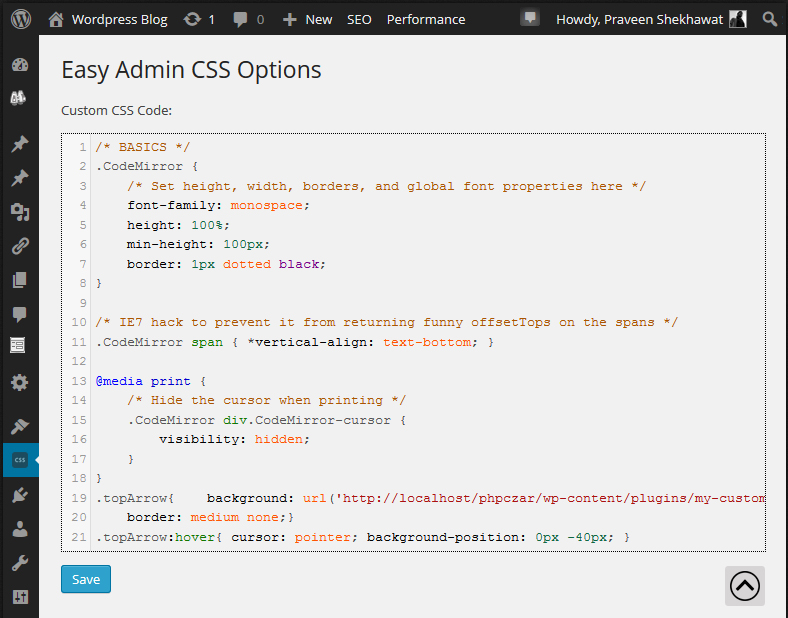 Wordpress Blog 1 0 New SEO Performance Howdy, Praveen Shekhawat
Easy Admin CSS Options
Custom CSS Code:
1 /* BASICS */
2 .CodeMirror {
3 /* Set height, width, borders, and global font properties here */
4 font-family: monospace;
5 height: 100%;
6 min-height: 100px;
7 border: 1px dotted black;
8 }
9
10 /* IE7 hack to prevent it from returning funny offsetTops on the spans */
11 .CodeMirror span { *vertical-align: text-bottom; }
12
13 @media print {
14 /* Hide the cursor when printing */
15 .CodeMirror div.CodeMirror-cursor {
16 visibility: hidden;
17 }
18 }
19 .topArrow{ background: url('http://localhost/phpczar/wp-content/plugins/my-custom
20 border: medium none;}
21 .topArrow:hover{ cursor: pointer; background-position: 0px -40px; }
css
Save